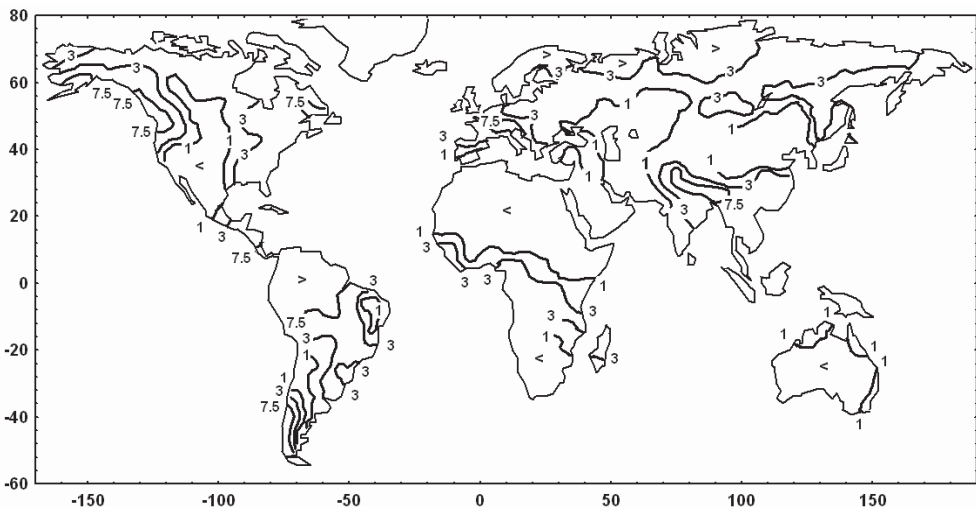 80
3 3 > 3
60 3 > 3 3
7.5 7.5 3 1 3
7.5 1 3 7.5 3 1
40 1 < 3 1 1 3
20 1 3 7.5 < 1 3 7.5
1 3
0 > 3 3 3 1
7.5 1 3 1
-20 3 1 3 1 < 3 1 < 1
1 3
3
7.5
-40 1
-60
-150 -100 -50 0 50 100 150